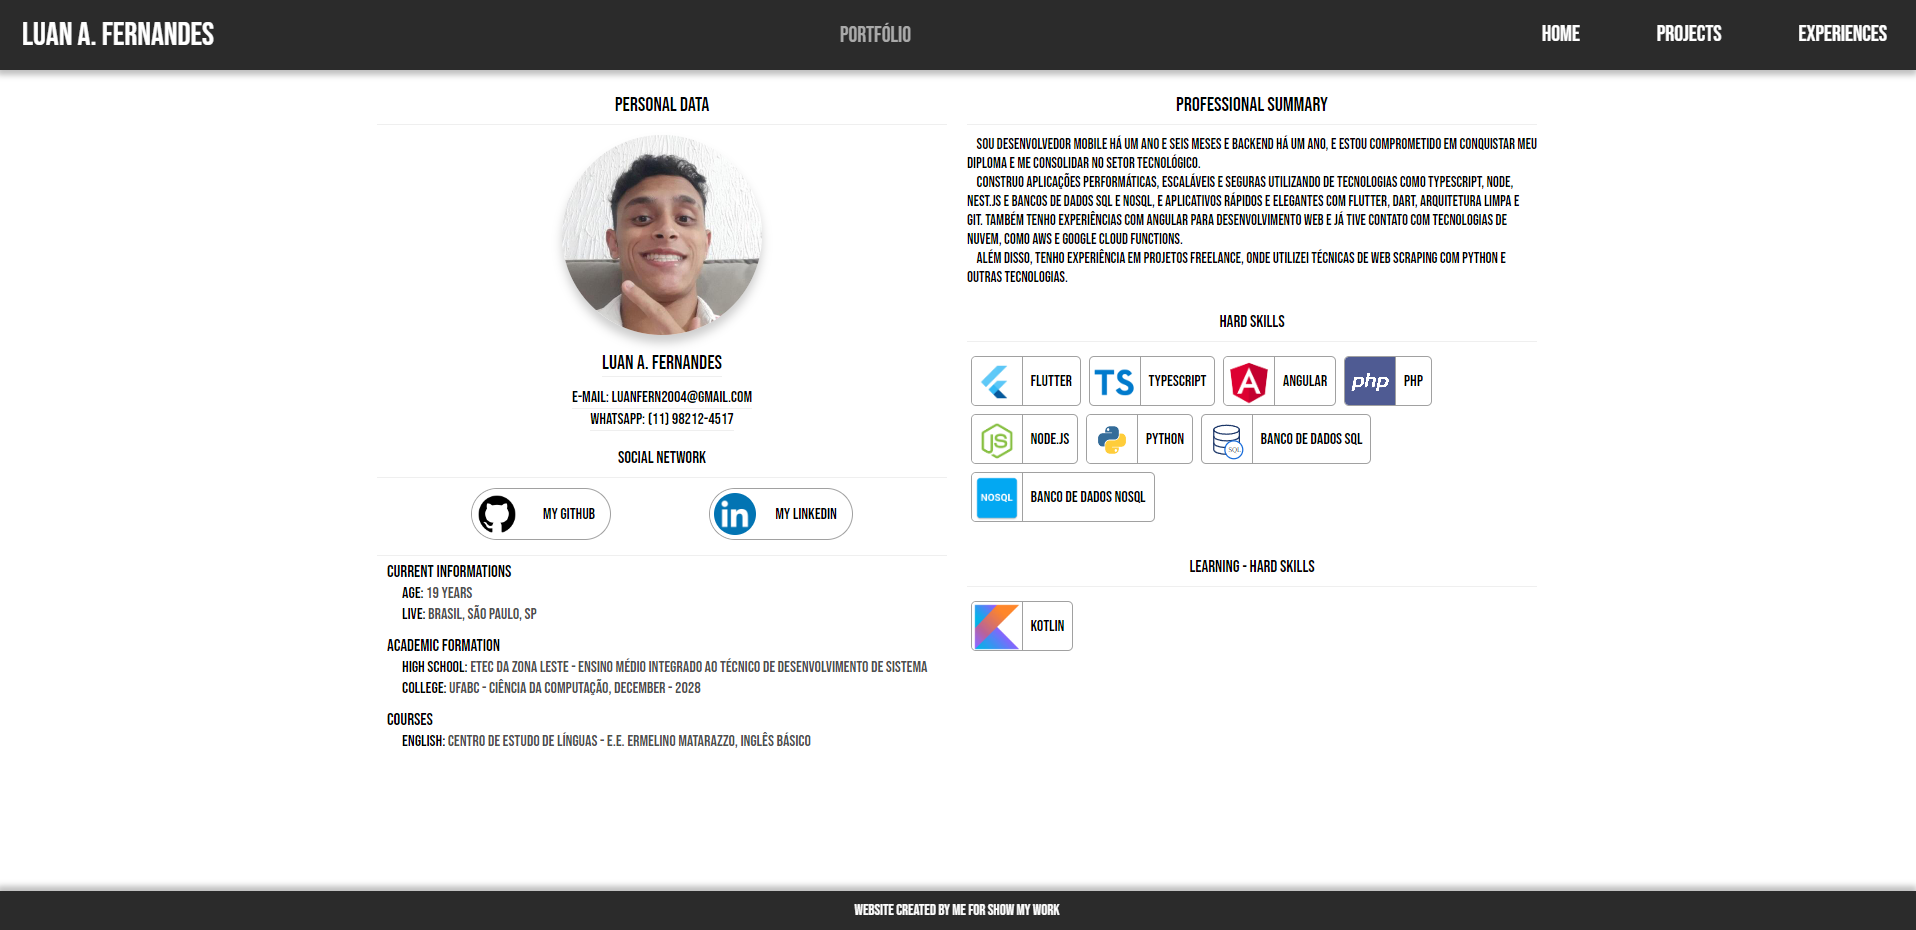 LUAN A. FERNANDES
PORTFÓLIO
HOME
PROJECTS
EXPERIENCES
PERSONAL DATA
LUAN A. FERNANDES
E-MAIL: LUANFERN2004@GMAIL.COM
WHATSAPP: (11) 98212-4517
SOCIAL NETWORK
MY GITHUB
in
MY LINKEDIN
CURRENT INFORMATIONS
AGE: 19 YEARS
LIVE: BRASIL, SÃO PAULO, SP
ACADEMIC FORMATION
HIGH SCHOOL: ETEC DA ZONA LESTE - ENSINO MÉDIO INTEGRADO AO TÉCNICO DE DESENVOLVIMENTO DE SISTEMA
COLLEGE: UFABC - CIÊNCIA DA COMPUTAÇÃO, DECEMBER - 2028
COURSES
ENGLISH: CENTRO DE ESTUDO DE LÍNGUAS - E.E. ERMELINO MATARAZZO, INGLÊS BÁSICO
PROFESSIONAL SUMMARY
SOU DESENVOLVEDOR MOBILE HÁ UM ANO E SEIS MESES E BACKEND HÁ UM ANO, E ESTOU COMPROMETIDO EM CONQUISTAR MEU
DIPLOMA E ME CONSOLIDAR NO SETOR TECNOLÓGICO.
CONSTRUO APLICAÇÕES PERFORMÁTICAS, ESCALÁVEIS E SEGURAS UTILIZANDO DE TECNOLOGIAS COMO TYPESCRIPT, NODE,
NEST.JS E BANCOS DE DADOS SQL E NOSQL, E APLICATIVOS RÁPIDOS E ELEGANTES COM FLUTTER, DART, ARQUITETURA LIMPA E
GIT. TAMBÉM TENHO EXPERIÊNCIAS COM ANGULAR PARA DESENVOLVIMENTO WEB E JÁ TIVE CONTATO COM TECNOLOGIAS DE
NUVEM, COMO AWS E GOOGLE CLOUD FUNCTIONS.
ALÉM DISSO, TENHO EXPERIÊNCIA EM PROJETOS FREELANCE, ONDE UTILIZEI TÉCNICAS DE WEB SCRAPING COM PYTHON E
OUTRAS TECNOLOGIAS.
HARD SKILLS
FLUTTER
TS
TYPESCRIPT
A
ANGULAR
php
PHP
JS
NODE.JS
PYTHON
SQL
BANCO DE DADOS SQL
NOSQL
BANCO DE DADOS NOSQL
LEARNING - HARD SKILLS
KOTLIN
WEBSITE CREATED BY ME FOR SHOW MY WORK